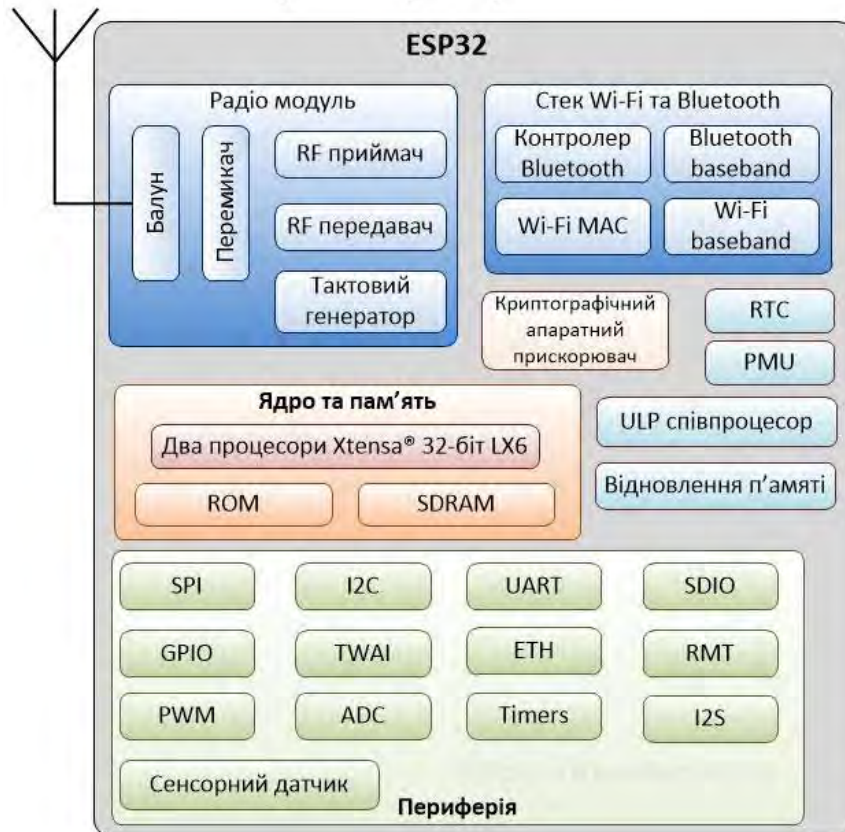 ESP32
Радіо модуль
Балун
Перемикач
RF приймач
RF передавач
Тактовий
генератор
Стек Wi-Fi та Bluetooth
Контролер
Bluetooth
Bluetooth
baseband
Wi-Fi MAC
Wi-Fi
baseband
Криптографічний
апаратний
прискорювач
RTC
PMU
ULP співпроцесор
Відновлення п’амяті
Ядро та пам’ять
Два процесори Xtensa® 32-біт LX6
ROM
SDRAM
SPI
I2C
UART
SDIO
GPIO
TWAI
ETH
RMT
PWM
ADC
Timers
I2S
Сенсорний датчик
Периферія